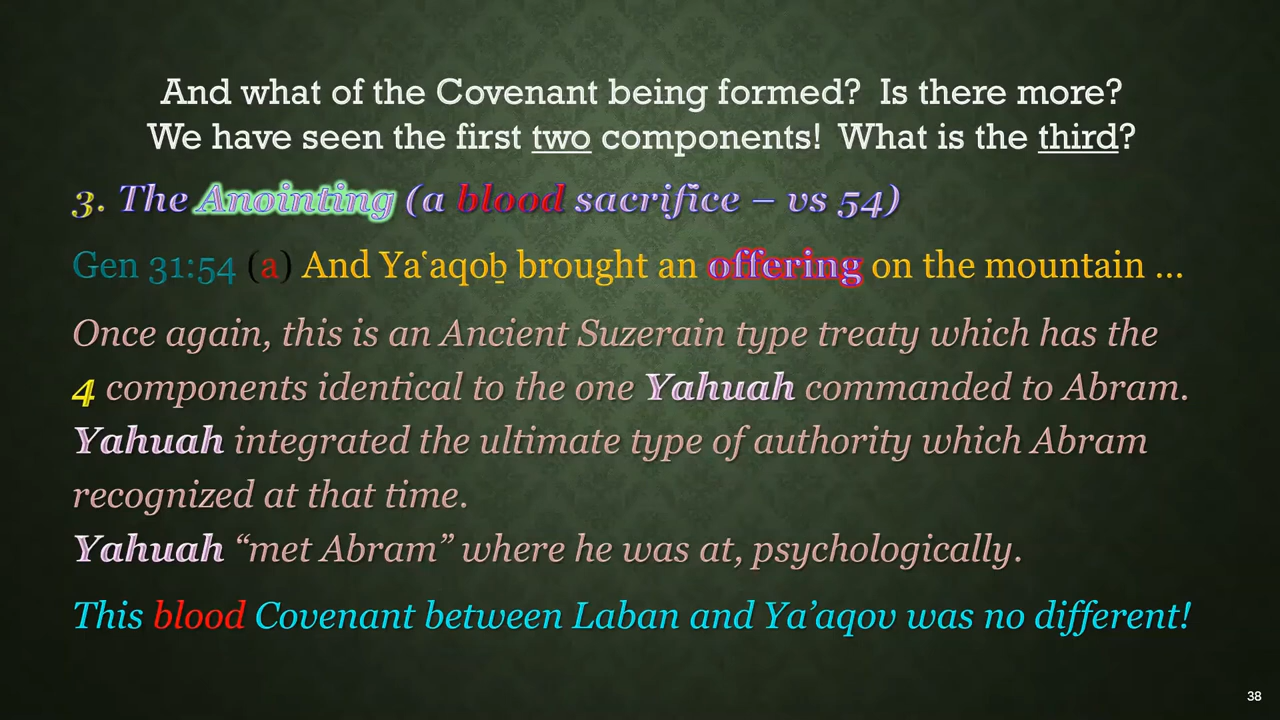 And what of the Covenant being formed?  Is there more?
We have seen the first two components!  What is the third?
3. The Anointing (a blood sacrifice – vs 54)
Gen 31:54 (a) And Yaʽaqoḇ brought an offering on the mountain ...
Once again, this is an Ancient Suzerain type treaty which has the
4 components identical to the one Yahuah commanded to Abram.
Yahuah integrated the ultimate type of authority which Abram
recognized at that time.
Yahuah “met Abram” where he was at, psychologically.
This blood Covenant between Laban and Ya’aqov was no different!
38